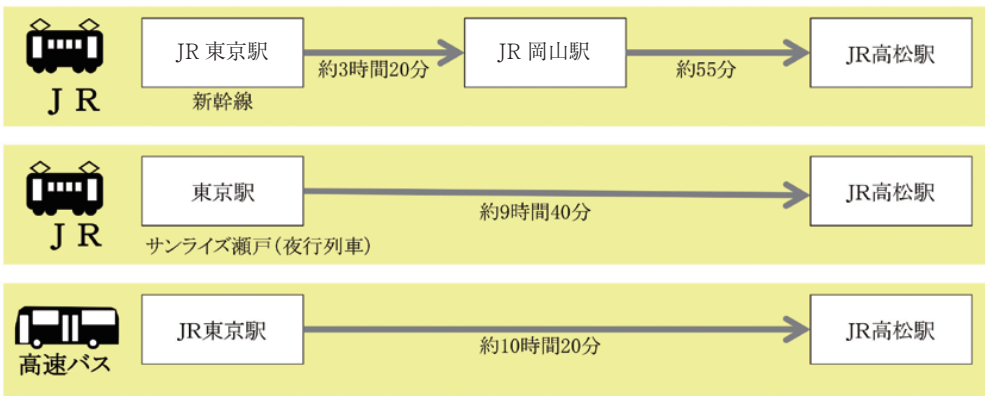 JR 東京駅
約3時間20分
JR 岡山駅
約55分
JR高松駅
JR
新幹線
東京駅
約9時間40分
JR高松駅
JR
サンライズ瀬戸(夜行列車)
JR東京駅
約10時間20分
JR高松駅
高速バス